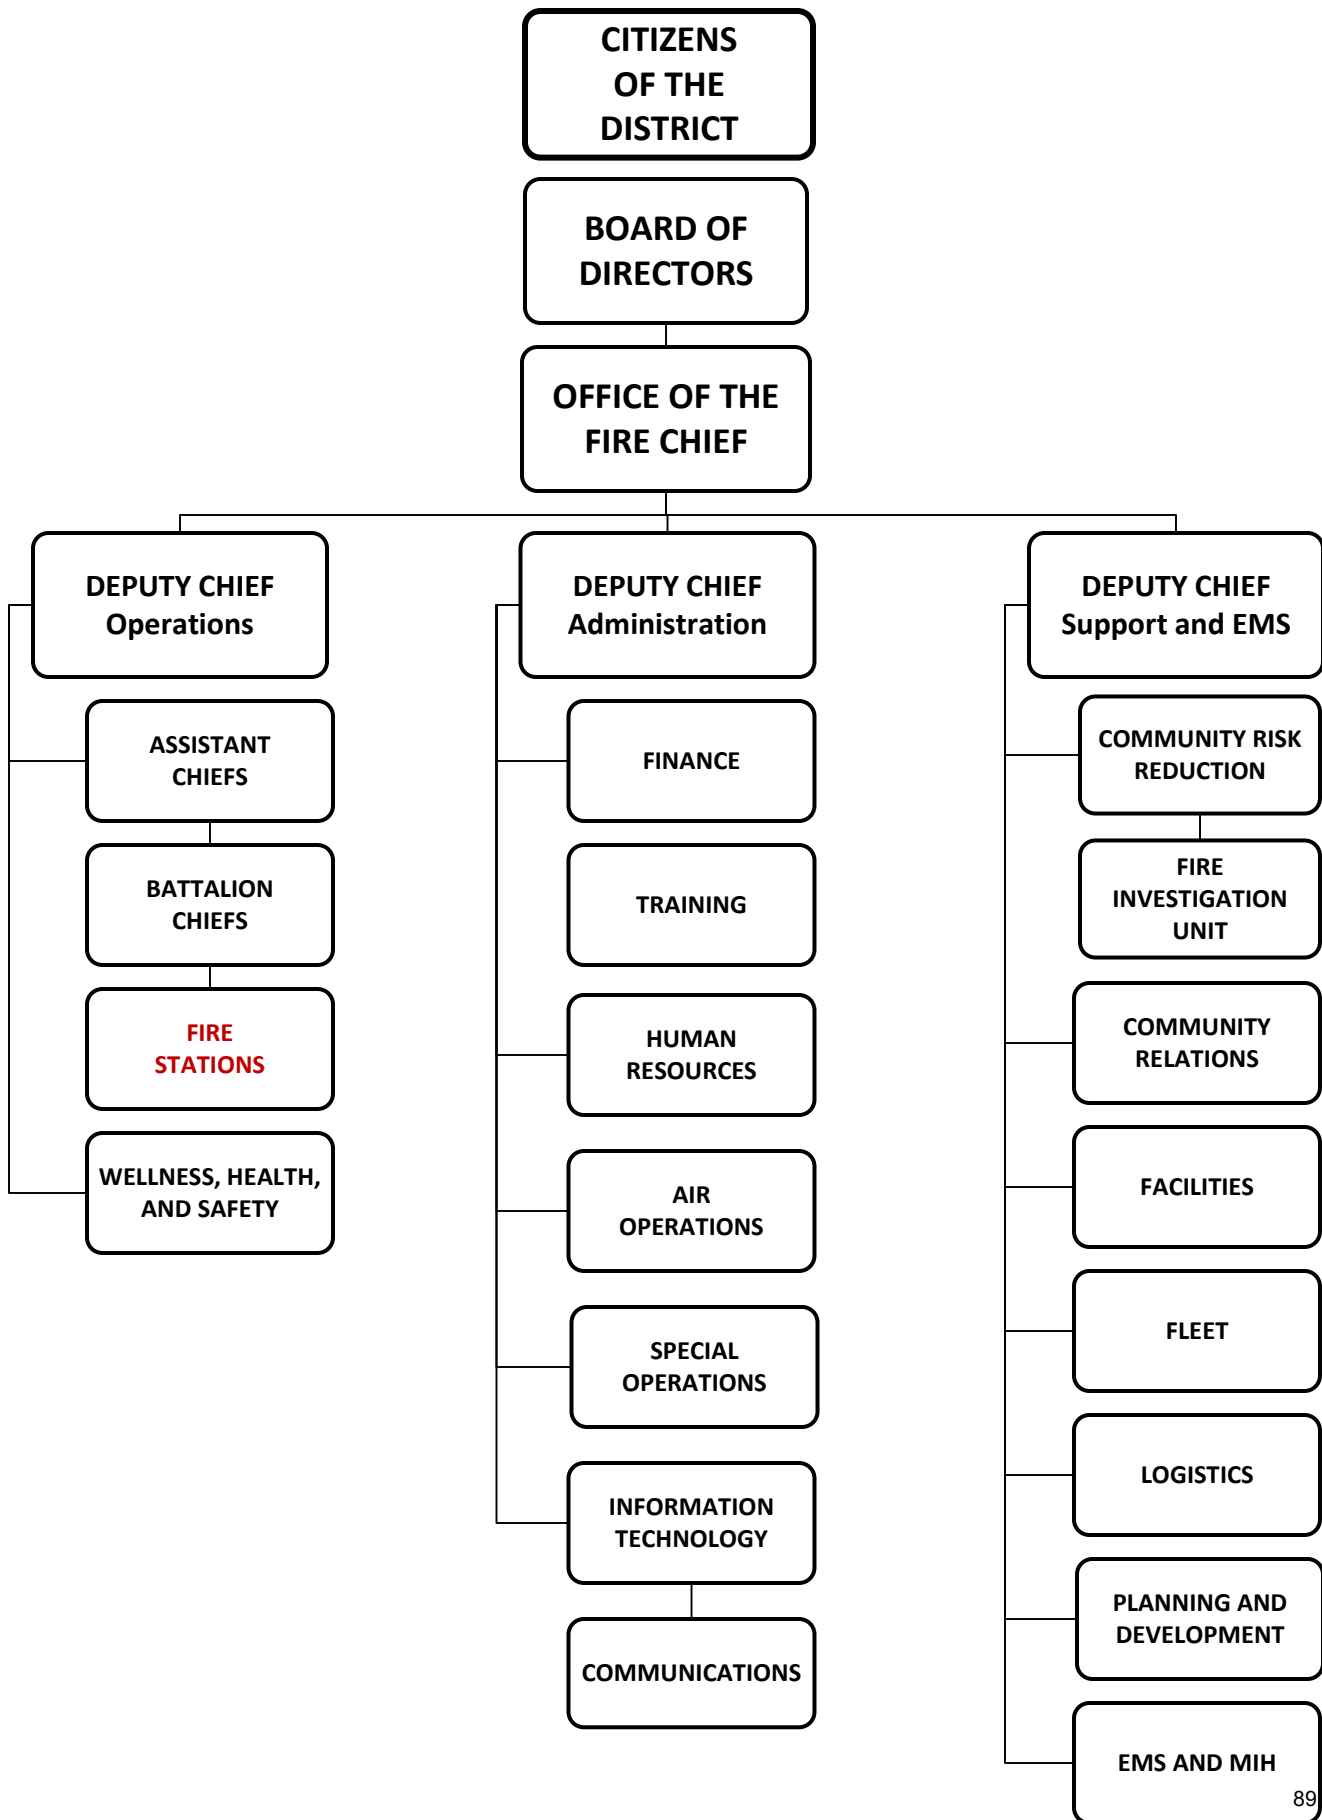 CITIZENS
OF THE
DISTRICT
BOARD OF
DIRECTORS
OFFICE OF THE
FIRE CHIEF
DEPUTY CHIEF
Operations
ASSISTANT
CHIEFS
BATTALION
CHIEFS
FIRE
STATIONS
WELLNESS, HEALTH,
AND SAFETY
DEPUTY CHIEF
Administration
FINANCE
TRAINING
HUMAN
RESOURCES
AIR
OPERATIONS
SPECIAL
OPERATIONS
INFORMATION
TECHNOLOGY
COMMUNICATIONS
DEPUTY CHIEF
Support and EMS
COMMUNITY RISK
REDUCTION
FIRE
INVESTIGATION
UNIT
COMMUNITY
RELATIONS
FACILITIES
FLEET
LOGISTICS
PLANNING AND
DEVELOPMENT
EMS AND MIH
89